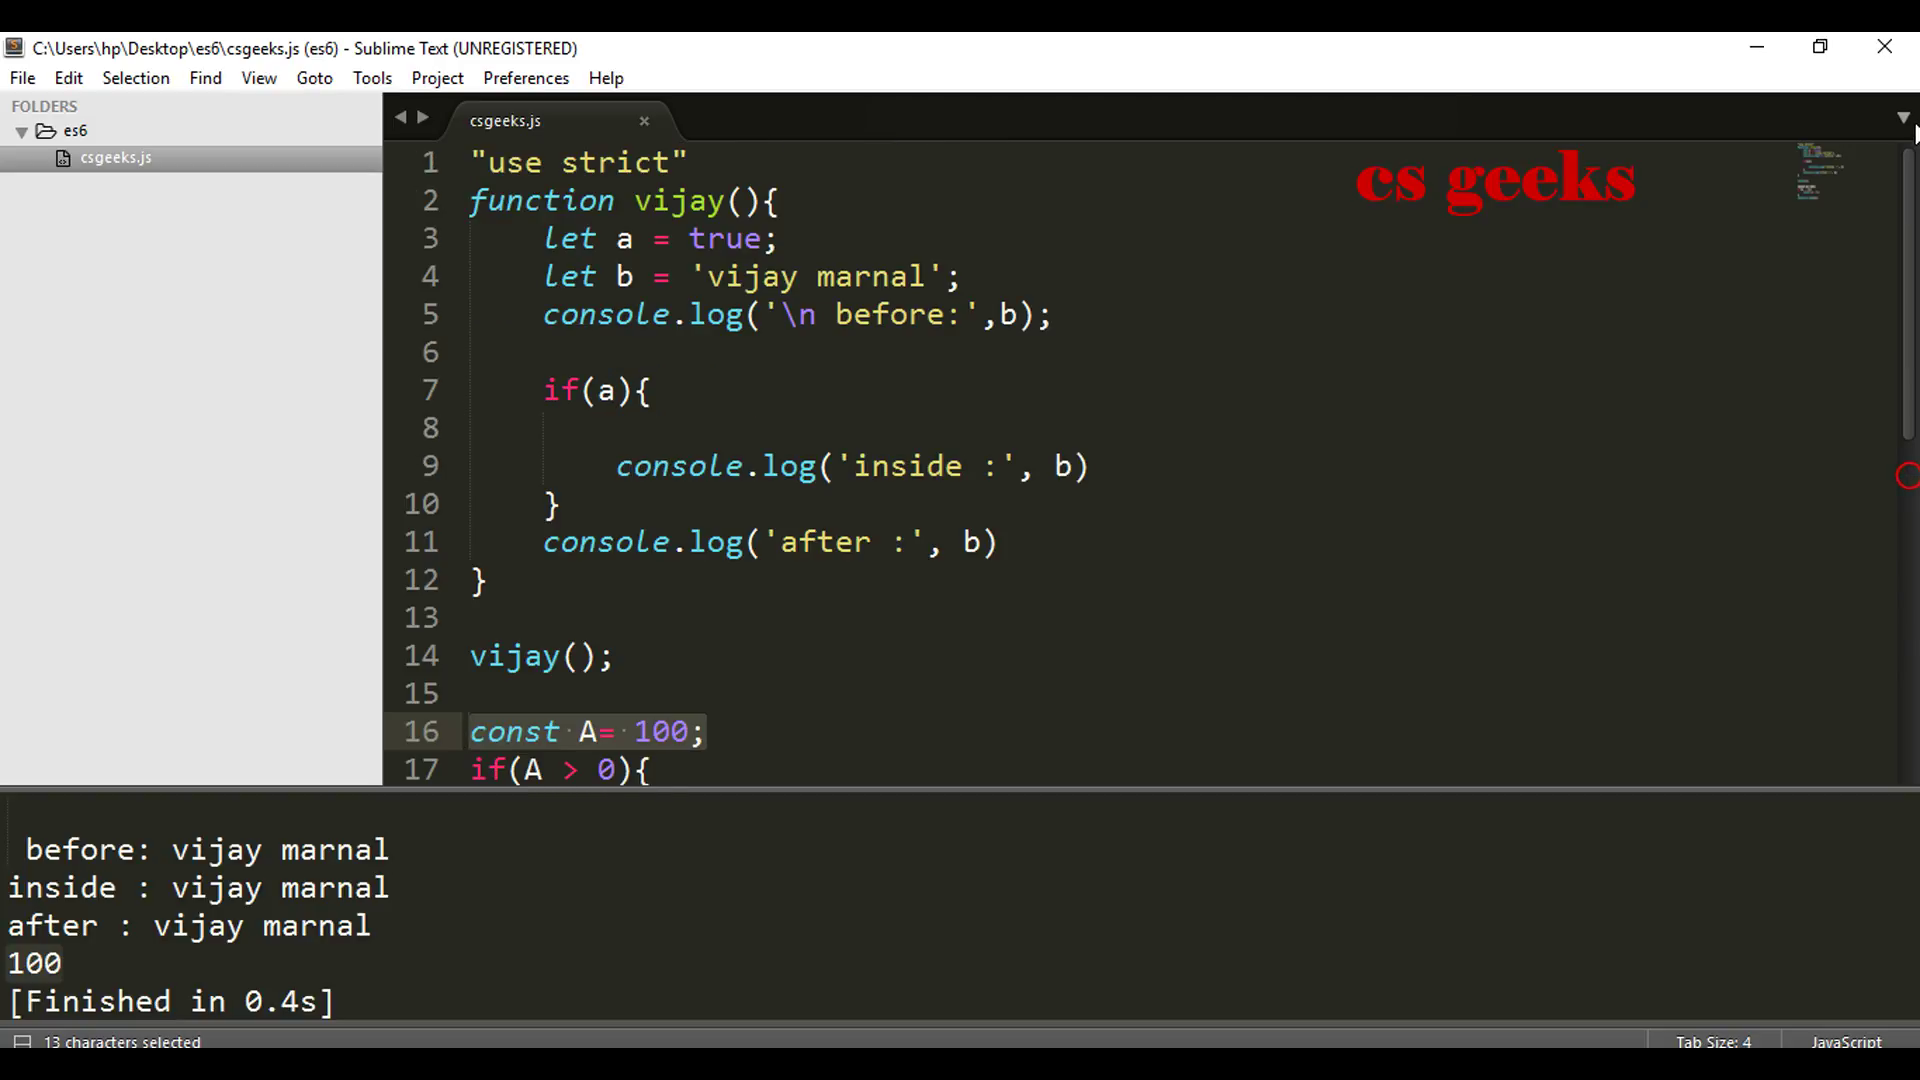 C:\Users\hp\Desktop\es6\csgeeks.js (es6) - Sublime Text (UNREGISTERED)
File Edit Selection Find View Goto Tools Project Preferences Help
FOLDERS
es6
csgeeks.js
csgeeks.js ×
cs geeks
1 "use strict"
2 function vijay(){
3 let a = true;
4 let b = 'vijay marnal';
5 console.log('\n before:',b);
6
7 if(a){
8
9 console.log('inside :', b)
10 }
11 console.log('after :', b)
12 }
13
14 vijay();
15
16 const A= 100;
17 if(A > 0){
before: vijay marnal
inside : vijay marnal
after : vijay marnal
100
[Finished in 0.4s]
13 characters selected Tab Size: 4 JavaScript